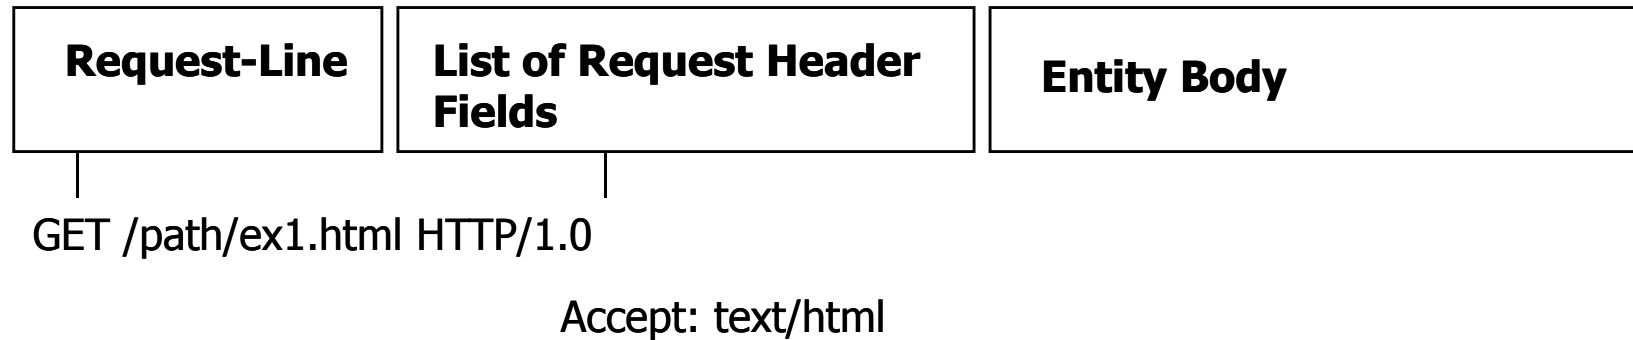 Request-Line
List of Request Header
Fields
Entity Body
GET /path/ex1.html HTTP/1.0
Accept: text/html